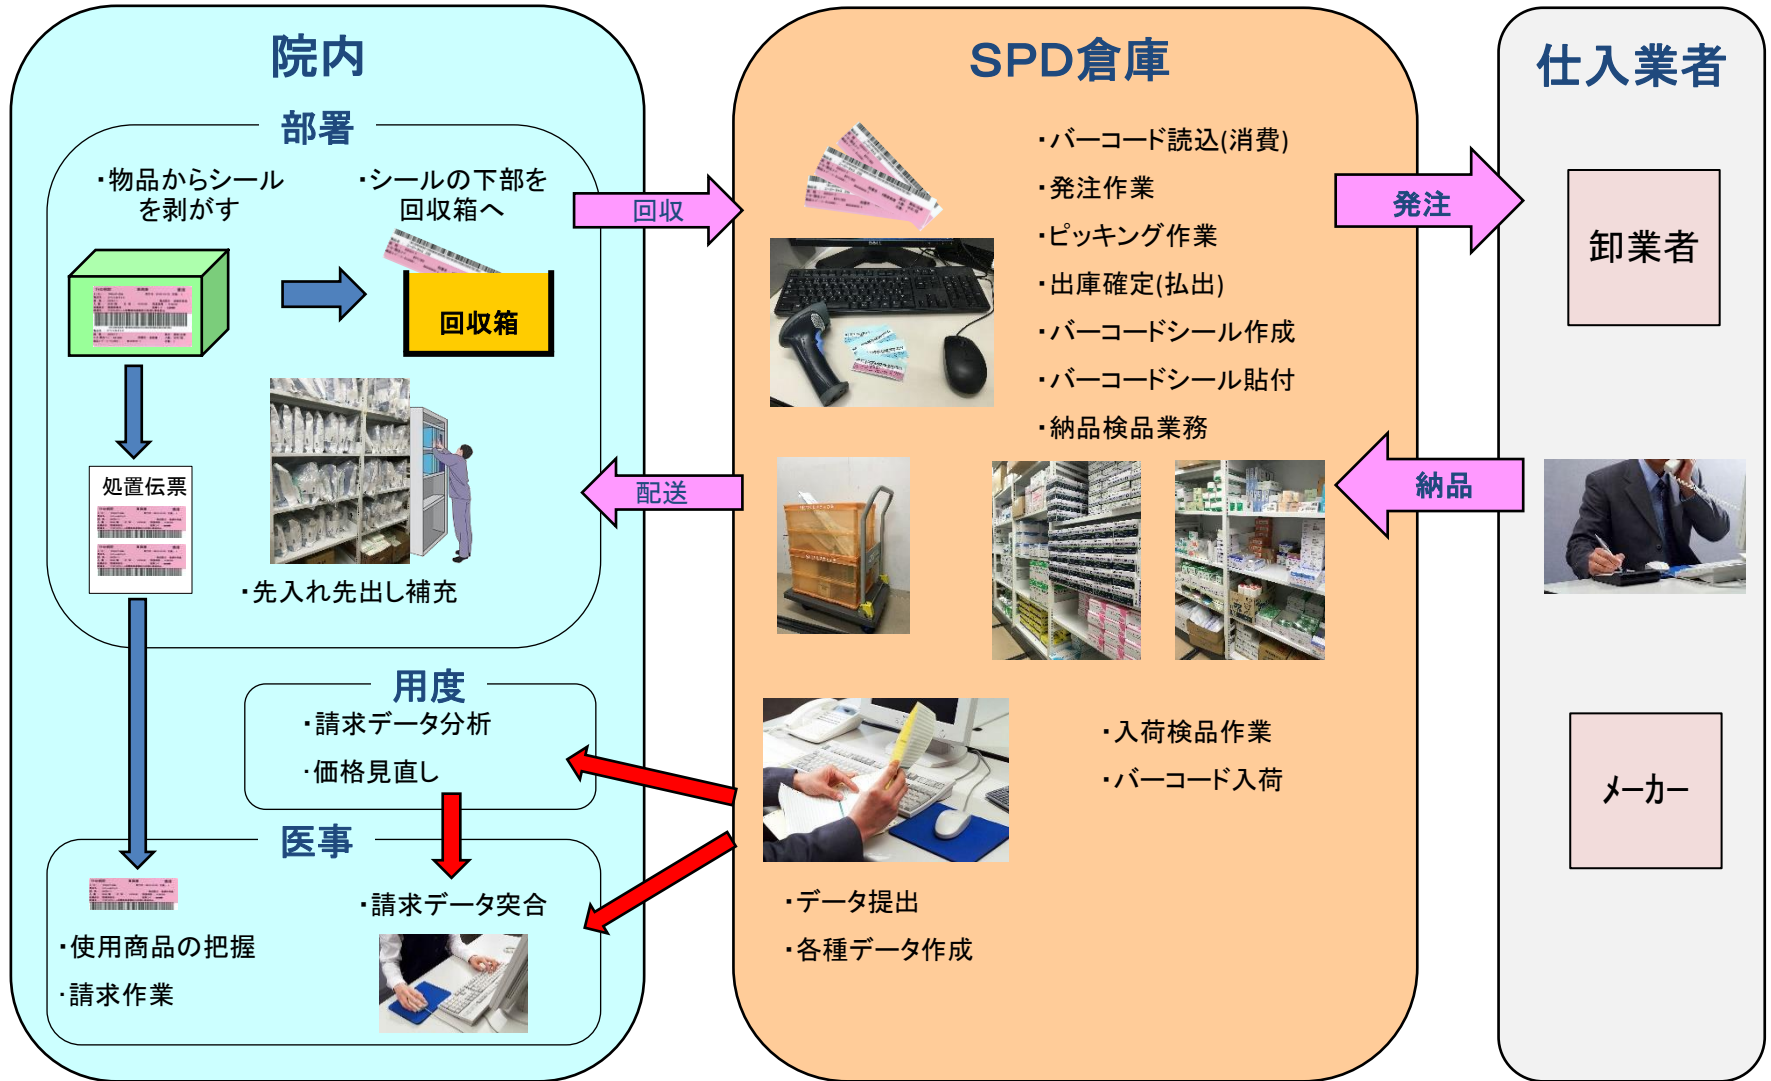 院内
部署
・物品からシール
を剥がす
・シールの下部を
回収箱へ
回収箱
処置伝票
・先入れ先出し補充
用度
・請求データ分析
・価格見直し
医事
・使用商品の把握
・請求作業
・請求データ突合
回収
配送
SPD倉庫
・バーコード読込(消費)
・発注作業
・ピッキング作業
・出庫確定(払出)
・バーコードシール作成
・バーコードシール貼付
・納品検品業務
・入荷検品作業
・バーコード入荷
・データ提出
・各種データ作成
発注
納品
仕入業者
卸業者
メーカー